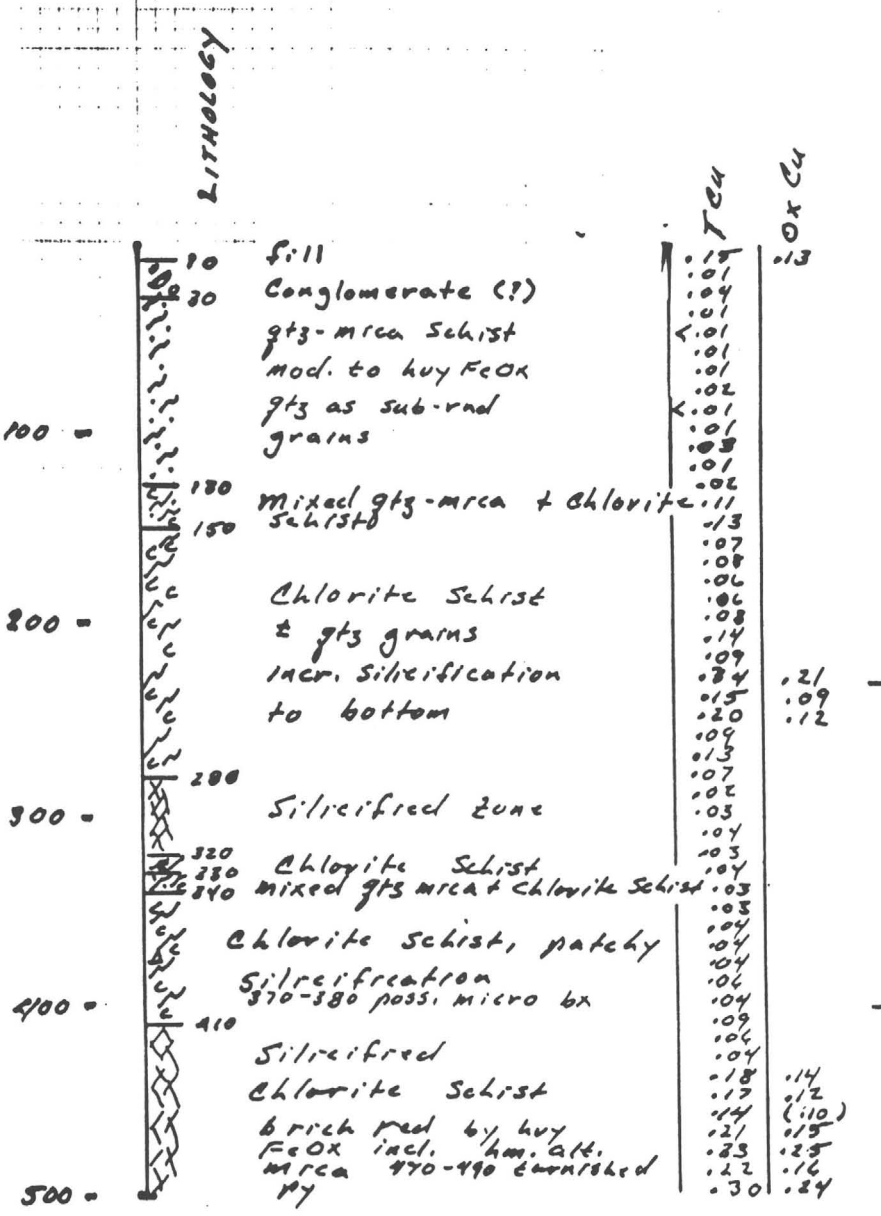 LITHOLOGY
T Cu
Ox Cu
10 fill .15 .13
.01
Conglomerate (?) .04
30 .01
qtz-mica Schist <.01
.01
mod. to hvy FeOx .01
.02
qtz as sub-rnd <.01
100 - grains .01
.03
.01
130 .02
Mixed qtz-mica + Chlorite .11
150 Schists .13
.07
.08
.06
Chlorite Schist .06
200 - .08
± qtz grains .14
.09
incr. Silicification .34 .21
.15 .09
to bottom .20 .12
.09
.13
280 .07
.02
300 - Silicified Zone .03
.04
320 .03
330 Chlorite Schist .04
340 mixed qtz mica + Chlorite Schist .03
.03
.04
Chlorite Schist, patchy .04
.04
Silicification .06
400 - 370-380 poss. micro bx .04
410 .09
.06
Silicified .04
.18 .14
Chlorite Schist .17 .12
.14 (.10)
brick red by hvy .21 .15
FeOx incl. hm. alt. .23 .25
mica 470-490 tarnished .22 .16
500 - py .30 .24